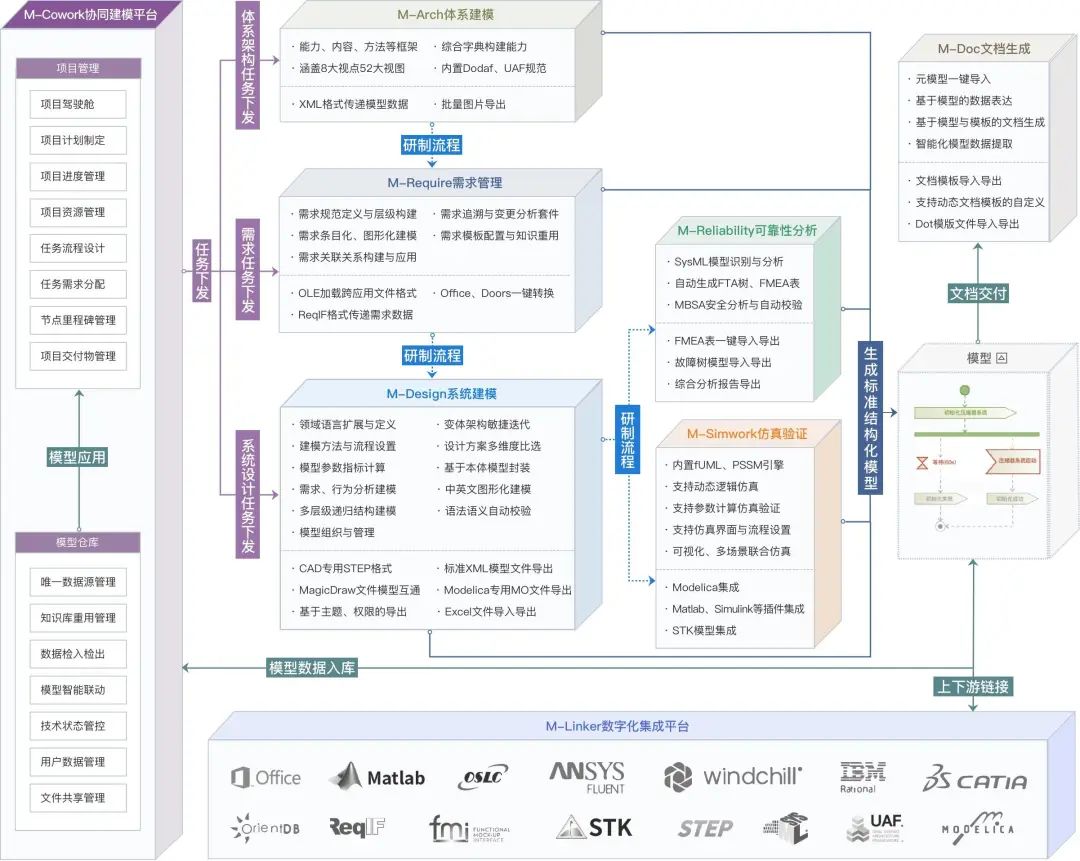 M-Cowork协同建模平台
项目管理
项目驾驶舱
项目计划制定
项目进度管理
项目资源管理
任务流程设计
任务需求分配
节点里程碑管理
项目交付物管理
模型应用
模型仓库
唯一数据源管理
知识库重用管理
数据检入检出
模型智能联动
技术状态管控
用户数据管理
文件共享管理
任务下发
体系架构任务下发
需求任务下发
系统设计任务下发
M-Arch体系建模
· 能力、内容、方法等框架 · 综合字典构建能力
· 涵盖8大视点52大视图 · 内置Dodaf、UAF规范
· XML格式传递模型数据 · 批量图片导出
研制流程
M-Require需求管理
· 需求规范定义与层级构建 · 需求追溯与变更分析套件
· 需求条目化、图形化建模 · 需求模板配置与知识重用
· 需求关联关系构建与应用
· OLE加载跨应用文件格式 · Office、Doors一键转换
· ReqIF格式传递需求数据
研制流程
M-Design系统建模
· 领域语言扩展与定义 · 变体架构敏捷迭代
· 建模方法与流程设置 · 设计方案多维度比选
· 模型参数指标计算 · 基于本体模型封装
· 需求、行为分析建模 · 中英文图形化建模
· 多层级递归结构建模 · 语法语义自动校验
· 模型组织与管理
· CAD专用STEP格式 · 标准XML模型文件导出
· MagicDraw文件模型互通 · Modelica专用MO文件导出
· 基于主题、权限的导出 · Excel文件导入导出
研制流程
M-Reliability可靠性分析
· SysML模型识别与分析
· 自动生成FTA树、FMEA表
· MBSA安全分析与自动校验
· FMEA表一键导入导出
· 故障树模型导入导出
· 综合分析报告导出
M-Simwork仿真验证
· 内置fUML、PSSM引擎
· 支持动态逻辑仿真
· 支持参数计算仿真验证
· 支持仿真界面与流程设置
· 可视化、多场景联合仿真
· Modelica集成
· Matlab、Simulink等插件集成
· STK模型集成
生成标准结构化模型
M-Doc文档生成
· 元模型一键导入
· 基于模型的数据表达
· 基于模型与模板的文档生成
· 智能化模型数据提取
· 文档模板导入导出
· 支持动态文档模板的自定义
· Dot模版文件导入导出
文档交付
模型
初始化压缩器系统
等待(60s)
压缩器系统启动
初始化失败
初始化成功
模型数据入库
上下游链接
M-Linker数字化集成平台
Office
Matlab
OSLC
ANSYS
FLUENT
windchill
IBM
Rational
CATIA
OrientDB
ReqIF
fmi FUNCTIONAL
MOCK-UP
INTERFACE
STK
STEP
UAF
MODELICA